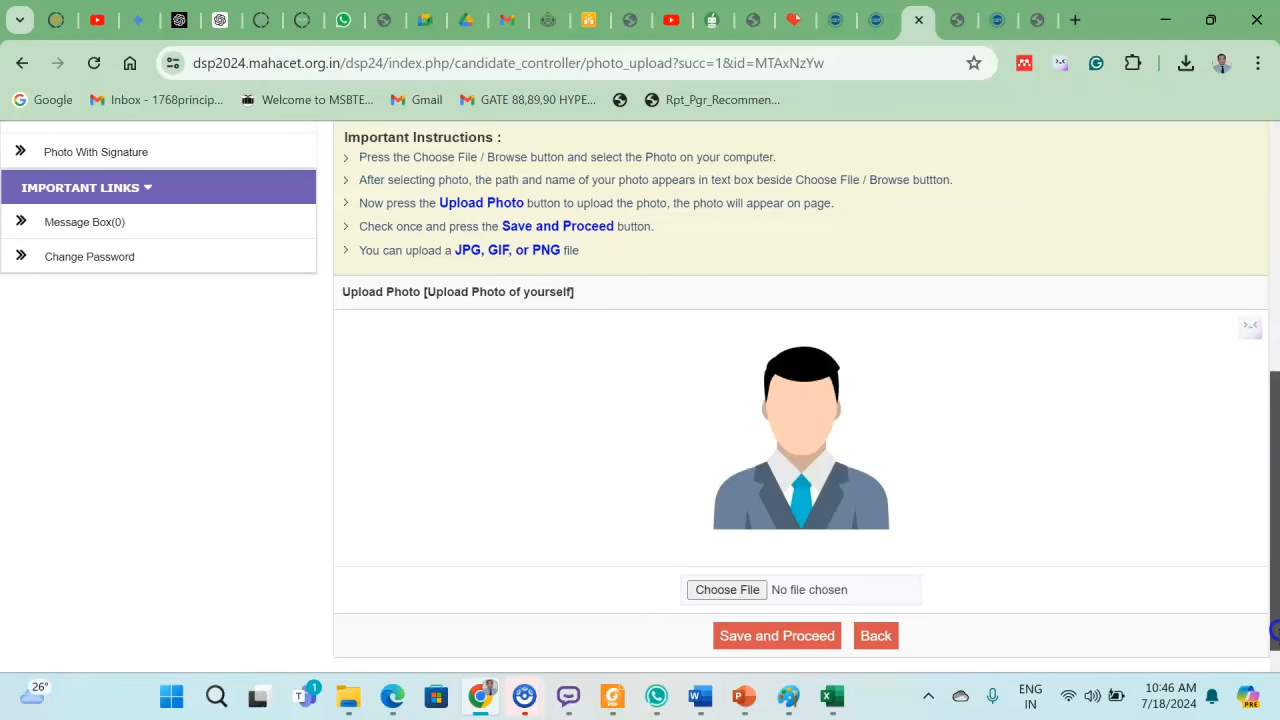 dsp2024.mahacet.org.in/dsp24/index.php/candidate_controller/photo_upload?succ=1&id=MTAxNzYw
Google
Inbox - 1768princip...
Welcome to MSBTE...
Gmail
GATE 88,89,90 HYPE...
Rpt_Pgr_Recommen...
Photo With Signature
IMPORTANT LINKS
Message Box(0)
Change Password
Important Instructions :
Press the Choose File / Browse button and select the Photo on your computer.
After selecting photo, the path and name of your photo appears in text box beside Choose File / Browse buttton.
Now press the Upload Photo button to upload the photo, the photo will appear on page.
Check once and press the Save and Proceed button.
You can upload a JPG, GIF, or PNG file
Upload Photo [Upload Photo of yourself]
Choose File No file chosen
Save and Proceed
Back
26°
1
ENG
IN
10:46 AM
7/18/2024
PRE